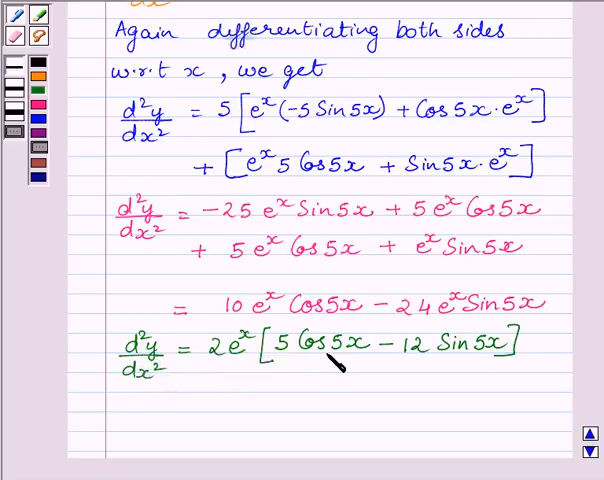 dx
Again differentiating both sides
w.r.t x , we get
d²y/dx² = 5 [eˣ(-5 Sin5x) + Cos5x·eˣ]
+ [eˣ 5 Cos5x + Sin5x·eˣ]
d²y/dx² = -25 eˣ Sin5x + 5 eˣ Cos5x
+ 5 eˣ Cos5x + eˣ Sin5x
= 10 eˣ Cos5x - 24 eˣ Sin5x
d²y/dx² = 2eˣ [5 Cos5x - 12 Sin5x]